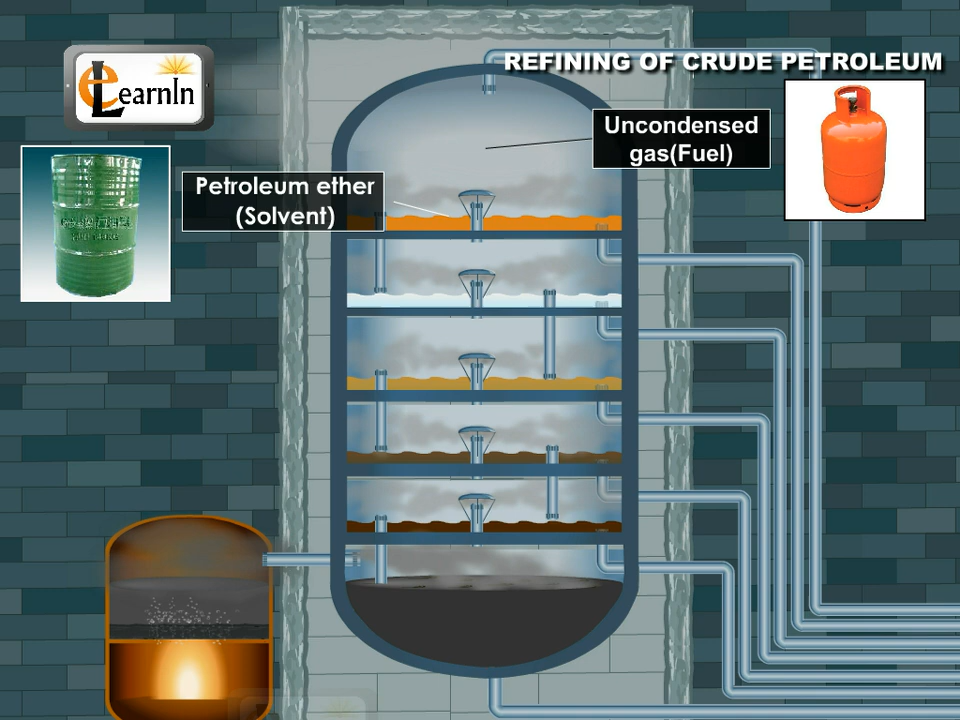 REFINING OF CRUDE PETROLEUM
eLearnIn
Uncondensed
gas(Fuel)
Petroleum ether
(Solvent)